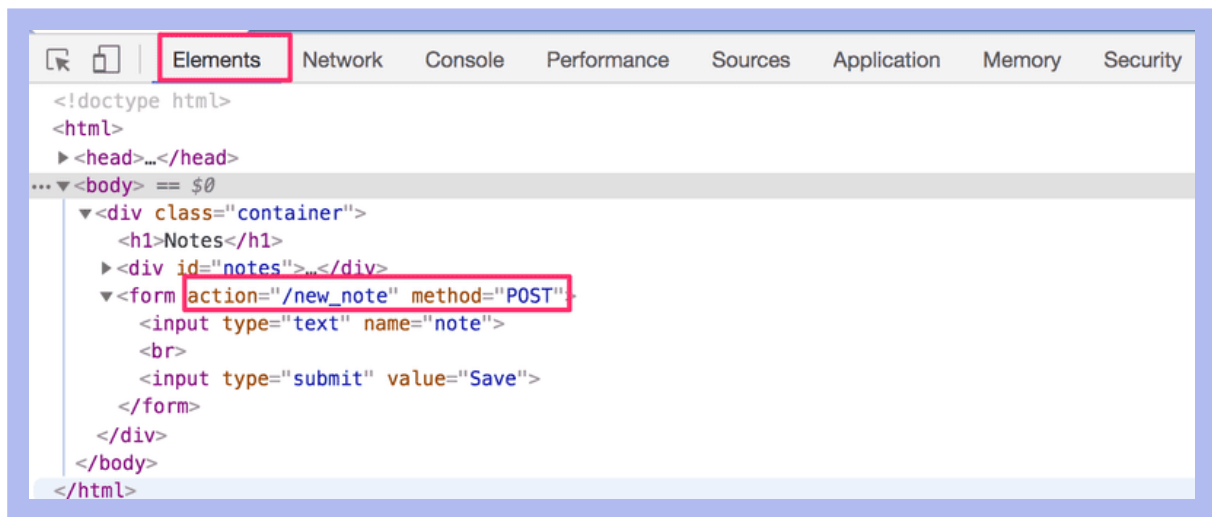 Elements Network Console Performance Sources Application Memory Security
<!doctype html>
<html>
<head>…</head>
… <body> == $0
<div class="container">
<h1>Notes</h1>
<div id="notes">…</div>
<form action="/new_note" method="POST">
<input type="text" name="note">
<br>
<input type="submit" value="Save">
</form>
</div>
</body>
</html>